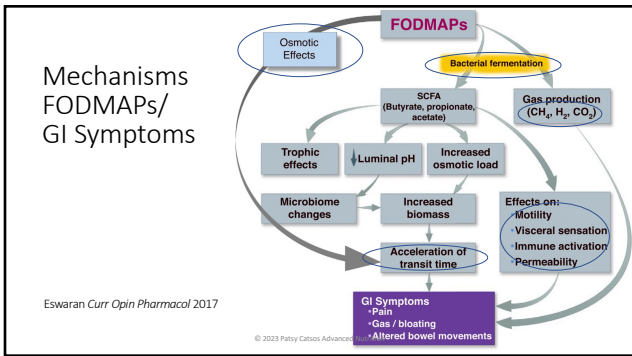 Mechanisms
FODMAPs/
GI Symptoms
FODMAPs
Osmotic
Effects
Bacterial fermentation
SCFA
(Butyrate, propionate,
acetate)
Gas production
(CH4, H2, CO2)
Trophic
effects
Luminal pH
Increased
osmotic load
Microbiome
changes
Increased
biomass
Effects on:
•Motility
•Visceral sensation
•Immune activation
•Permeability
Acceleration of
transit time
Eswaran Curr Opin Pharmacol 2017
GI Symptoms
•Pain
•Gas / bloating
•Altered bowel movements
© 2023 Patsy Catsos Advanced